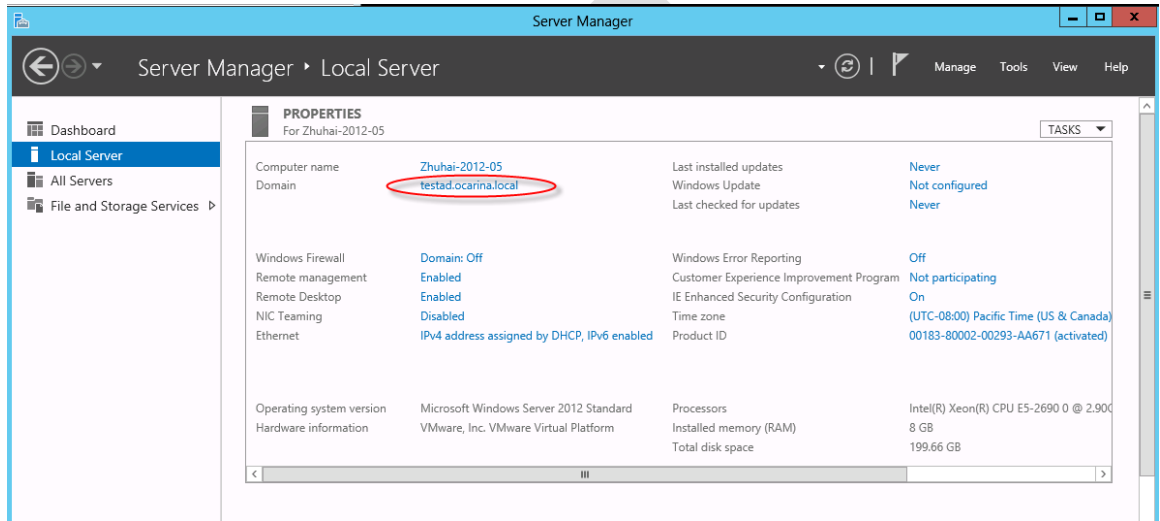 Server Manager
Server Manager ‣ Local Server
Manage Tools View Help
Dashboard
Local Server
All Servers
File and Storage Services
PROPERTIES
For Zhuhai-2012-05
TASKS
Computer name Zhuhai-2012-05 Last installed updates Never
Domain testad.ocarina.local Windows Update Not configured
Last checked for updates Never
Windows Firewall Domain: Off Windows Error Reporting Off
Remote management Enabled Customer Experience Improvement Program Not participating
Remote Desktop Enabled IE Enhanced Security Configuration On
NIC Teaming Disabled Time zone (UTC-08:00) Pacific Time (US & Canada)
Ethernet IPv4 address assigned by DHCP, IPv6 enabled Product ID 00183-80002-00293-AA671 (activated)
Operating system version Microsoft Windows Server 2012 Standard Processors Intel(R) Xeon(R) CPU E5-2690 0 @ 2.90
Hardware information VMware, Inc. VMware Virtual Platform Installed memory (RAM) 8 GB
Total disk space 199.66 GB